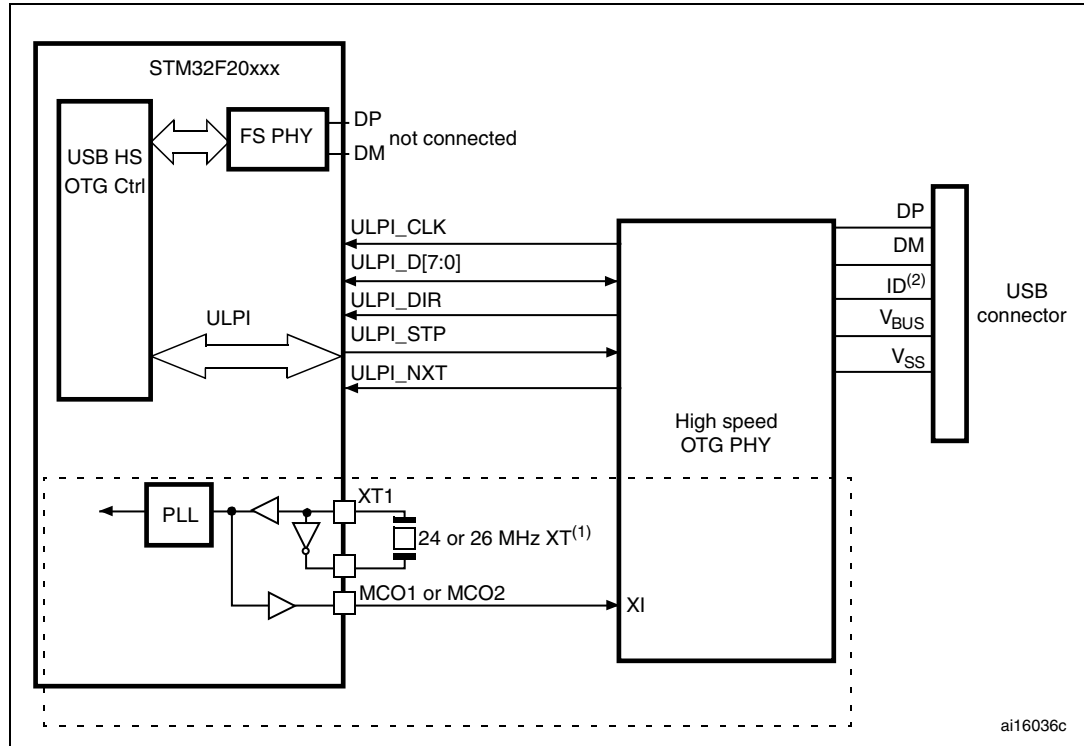 STM32F20xxx
USB HS
OTG Ctrl
FS PHY
DP
DM
not connected
ULPI
ULPI_CLK
ULPI_D[7:0]
ULPI_DIR
ULPI_STP
ULPI_NXT
High speed
OTG PHY
DP
DM
ID(2)
VBUS
VSS
USB
connector
PLL
XT1
24 or 26 MHz XT(1)
MCO1 or MCO2
XI
ai16036c